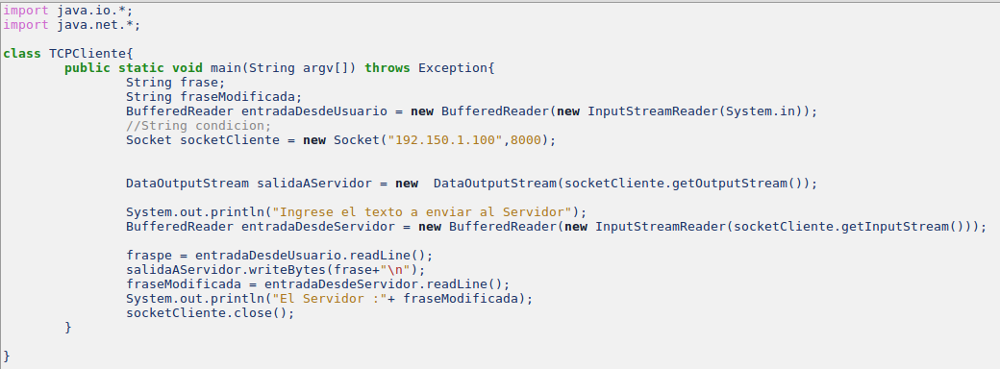 import java.io.*;
import java.net.*;
class TCPCliente{
public static void main(String argv[]) throws Exception{
String frase;
String fraseModificada;
BufferedReader entradaDesdeUsuario = new BufferedReader(new InputStreamReader(System.in));
//String condicion;
Socket socketCliente = new Socket("192.150.1.100",8000);
DataOutputStream salidaAServidor = new  DataOutputStream(socketCliente.getOutputStream());
System.out.println("Ingrese el texto a enviar al Servidor");
BufferedReader entradaDesdeServidor = new BufferedReader(new InputStreamReader(socketCliente.getInputStream()));
fraspe = entradaDesdeUsuario.readLine();
salidaAServidor.writeBytes(frase+"\n");
fraseModificada = entradaDesdeServidor.readLine();
System.out.println("El Servidor :"+ fraseModificada);
socketCliente.close();
}
}